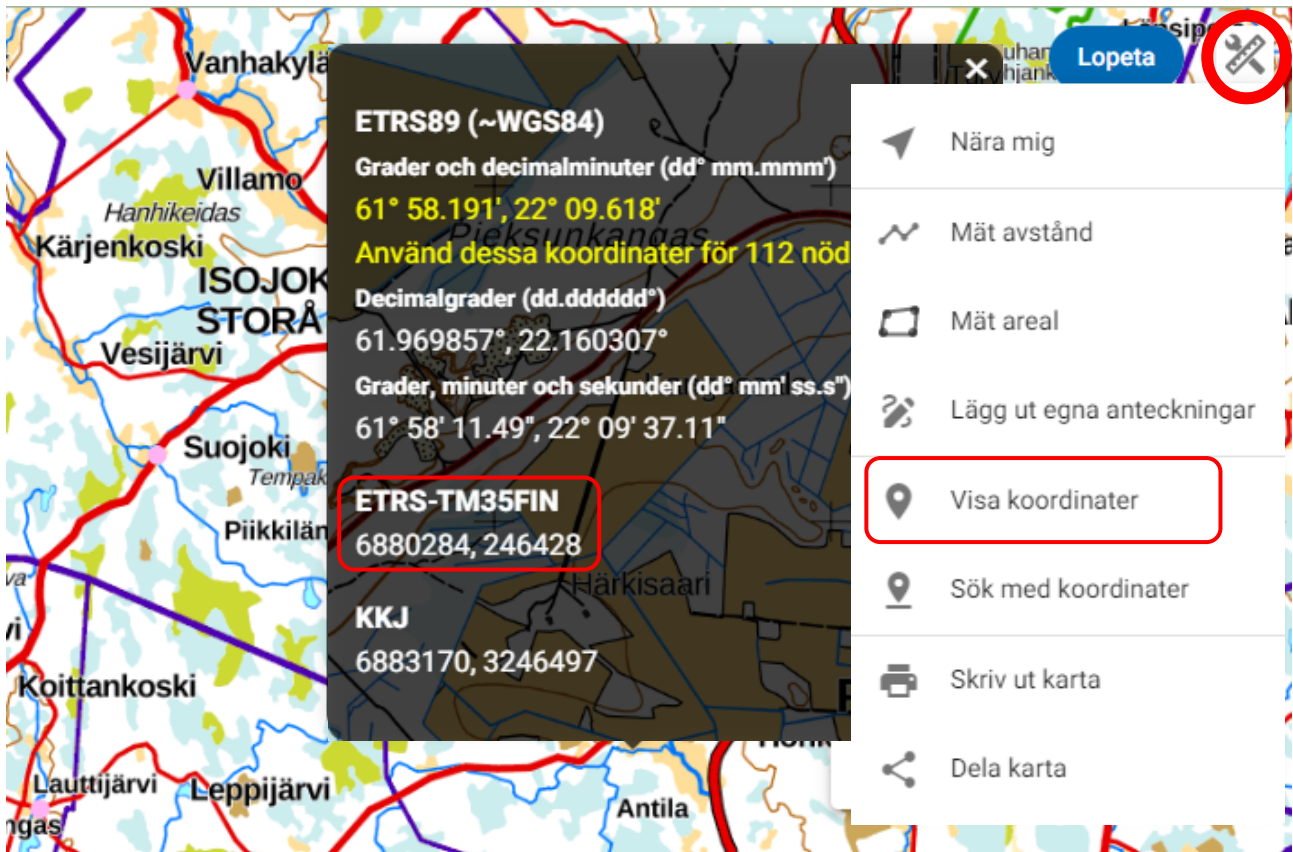 Vanhakylä
Lopeta
Villamo
Hanhikeidas
Kärjenkoski
ISOJOK
STORÅ
Vesijärvi
Suojoki
Tempak
Piikkilän
Koittankoski
Lauttijärvi
Leppijärvi
Antila
ETRS89 (~WGS84)
Grader och decimalminuter (dd° mm.mmm')
61° 58.191', 22° 09.618'
Pieksunkangas
Använd dessa koordinater för 112 nöd
Decimalgrader (dd.dddddd°)
61.969857°, 22.160307°
Grader, minuter och sekunder (dd° mm' ss.s")
61° 58' 11.49", 22° 09' 37.11"
ETRS-TM35FIN
6880284, 246428
Härkisaari
KKJ
6883170, 3246497
Nära mig
Mät avstånd
Mät areal
Lägg ut egna anteckningar
Visa koordinater
Sök med koordinater
Skriv ut karta
Dela karta